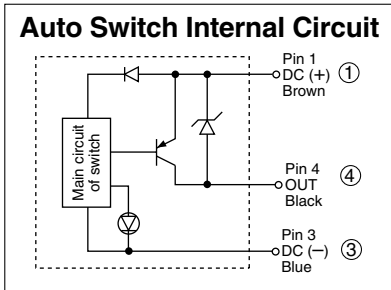 Auto Switch Internal Circuit
Pin 1
DC (+) ①
Brown
Main circuit
of switch
Pin 4
OUT ④
Black
Pin 3
DC (−) ③
Blue